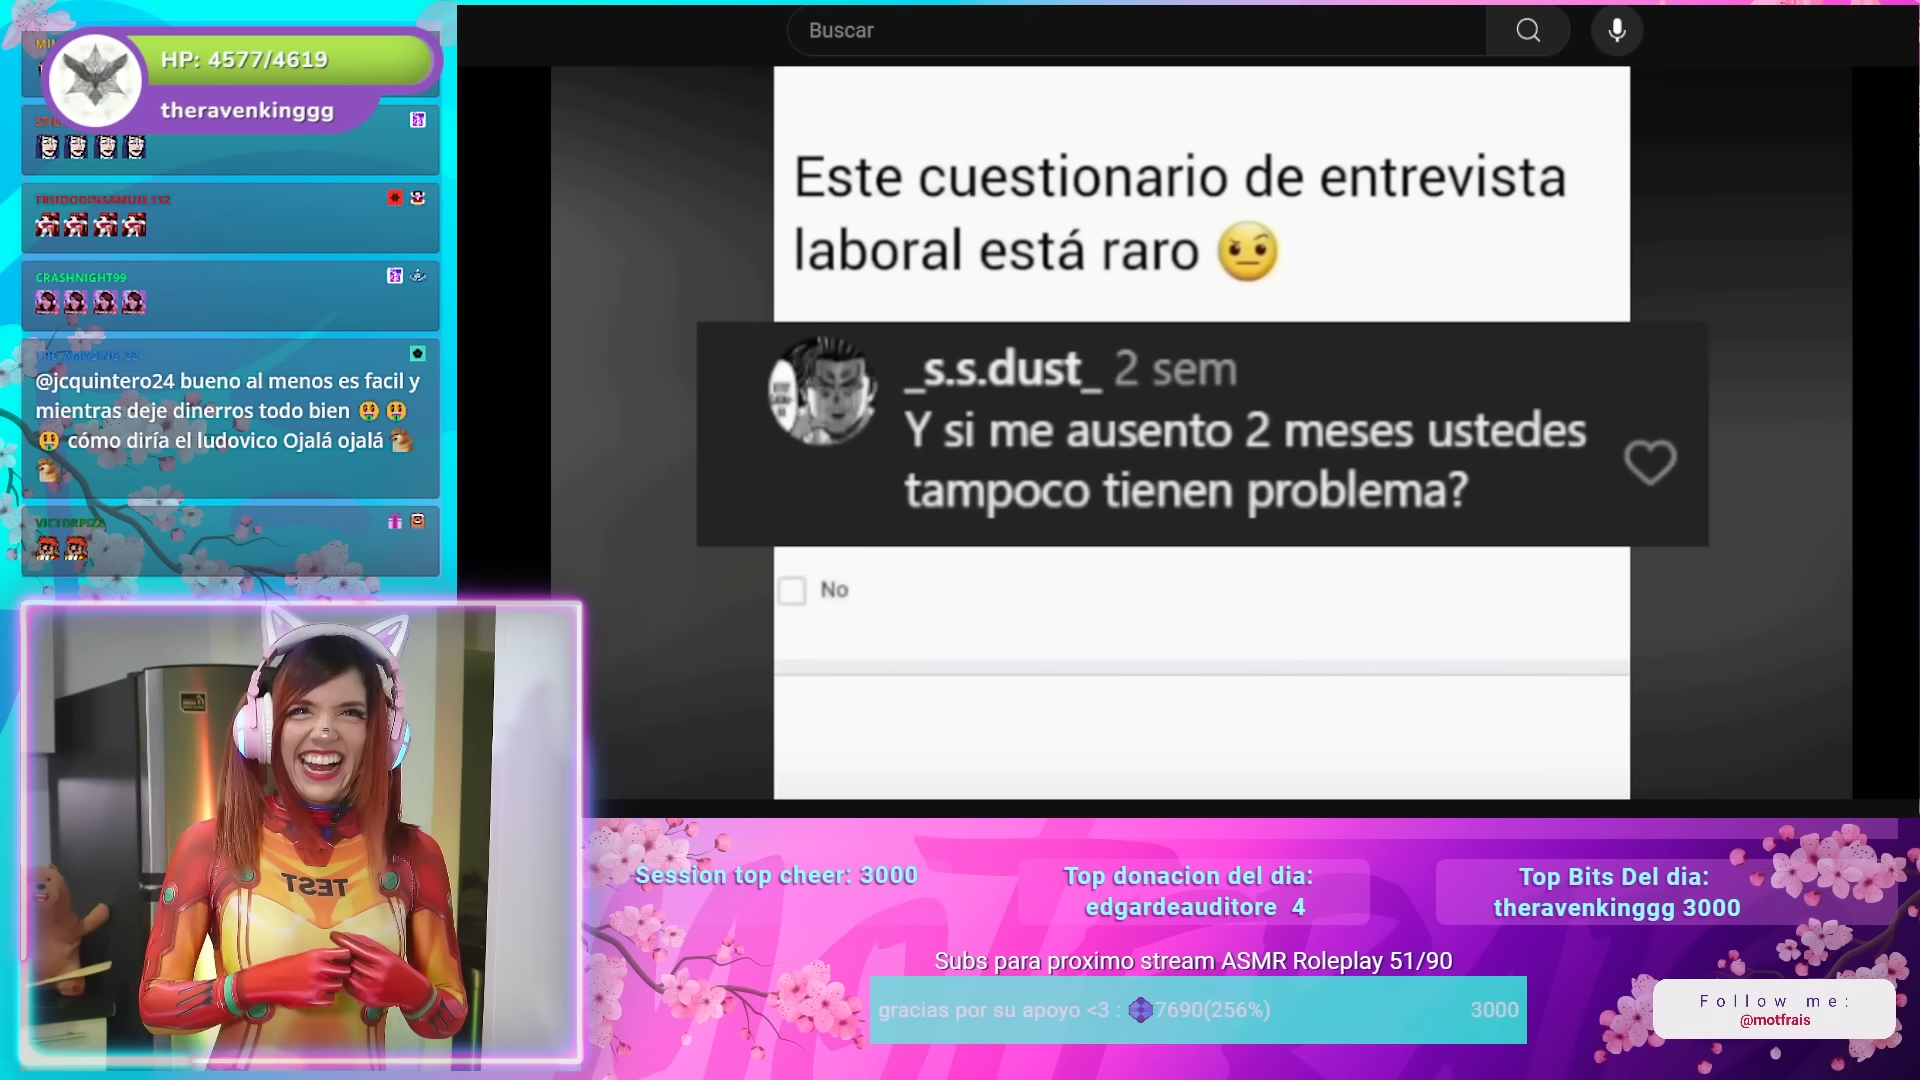 HP: 4577/4619
theravenkinggg
TRIFDODINSAMUEL132
CRASHNIGHT99
@jcquintero24 bueno al menos es facil y
mientras deje dinerros todo bien 🤑 🤑
🤑 cómo diría el ludovico Ojalá ojalá
VICTORPIZZ
Buscar
Este cuestionario de entrevista
laboral está raro 🤨
_s.s.dust_ 2 sem
Y si me ausento 2 meses ustedes
tampoco tienen problema?
No
TEST
Session top cheer: 3000
Top donacion del dia:
edgardeauditore 4
Top Bits Del dia:
theravenkinggg 3000
Subs para proximo stream ASMR Roleplay 51/90
gracias por su apoyo <3 : 7690(256%)
3000
Follow me:
@motfrais